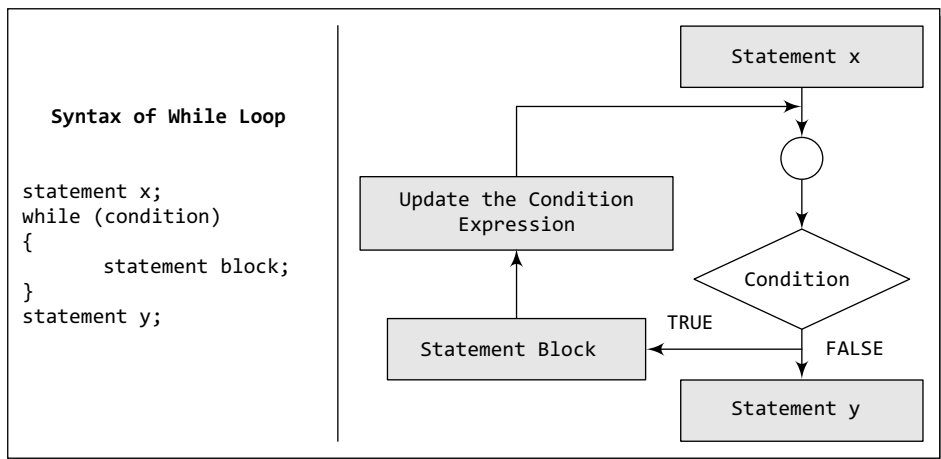 Syntax of While Loop
statement x;
while (condition)
{
statement block;
}
statement y;
Statement x
Update the Condition
Expression
Condition
TRUE
FALSE
Statement Block
Statement y